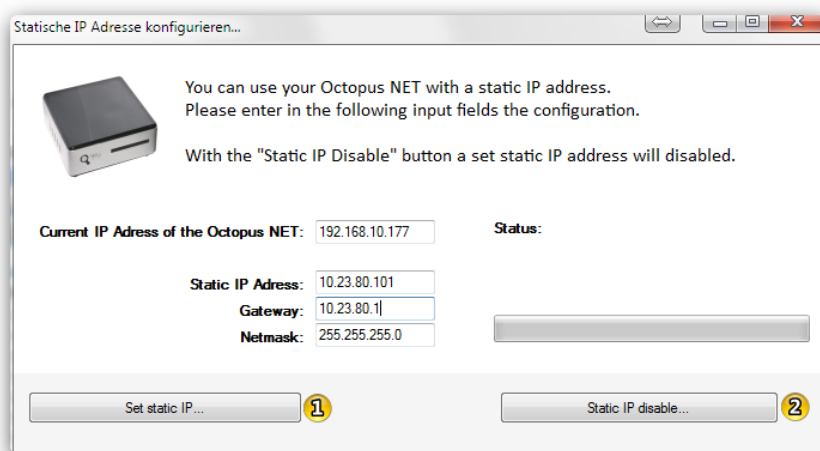 Statische IP Adresse konfigurieren...
You can use your Octopus NET with a static IP address.
Please enter in the following input fields the configuration.
With the "Static IP Disable" button a set static IP address will disabled.
Current IP Adress of the Octopus NET: 192.168.10.177
Status:
Static IP Adress: 10.23.80.101
Gateway: 10.23.80.1
Netmask: 255.255.255.0
Set static IP... 1
Static IP disable... 2